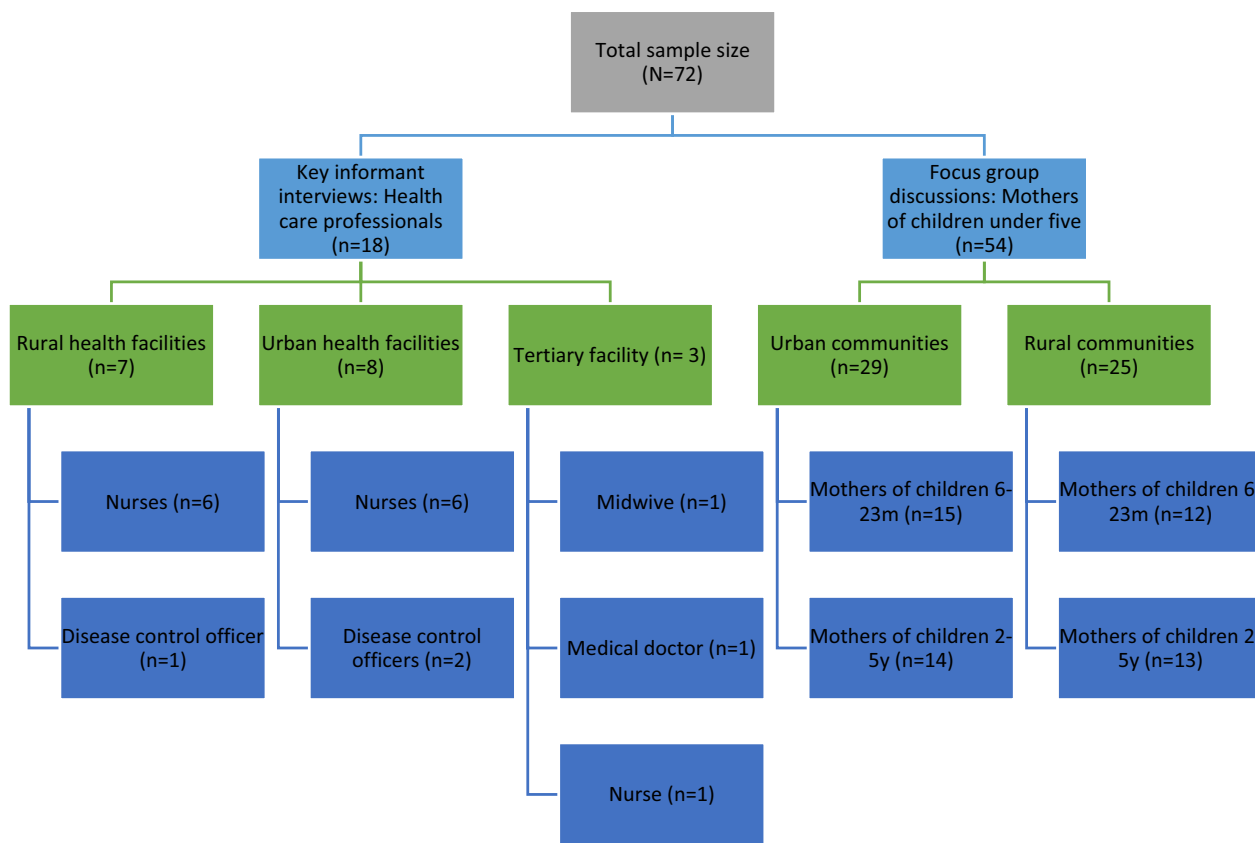 Total sample size
(N=72)
Key informant
interviews: Health
care professionals
(n=18)
Focus group
discussions: Mothers
of children under five
(n=54)
Rural health facilities
(n=7)
Urban health facilities
(n=8)
Tertiary facility (n= 3)
Urban communities
(n=29)
Rural communities
(n=25)
Nurses (n=6)
Nurses (n=6)
Midwive (n=1)
Mothers of children 6-
23m (n=15)
Mothers of children 6-
23m (n=12)
Disease control officer
(n=1)
Disease control
officers (n=2)
Medical doctor (n=1)
Mothers of children 2-
5y (n=14)
Mothers of children 2-
5y (n=13)
Nurse (n=1)